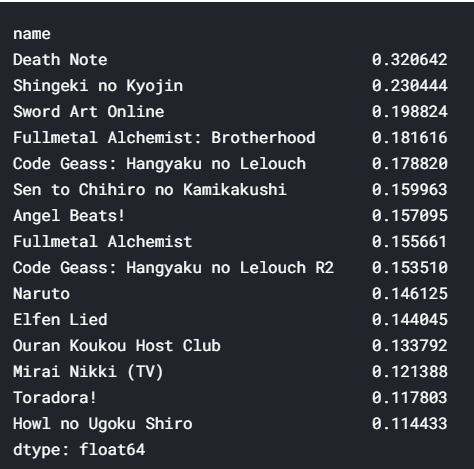 name
Death Note 0.320642
Shingeki no Kyojin 0.230444
Sword Art Online 0.198824
Fullmetal Alchemist: Brotherhood 0.181616
Code Geass: Hangyaku no Lelouch 0.178820
Sen to Chihiro no Kamikakushi 0.159963
Angel Beats! 0.157095
Fullmetal Alchemist 0.155661
Code Geass: Hangyaku no Lelouch R2 0.153510
Naruto 0.146125
Elfen Lied 0.144045
Ouran Koukou Host Club 0.133792
Mirai Nikki (TV) 0.121388
Toradora! 0.117803
Howl no Ugoku Shiro 0.114433
dtype: float64